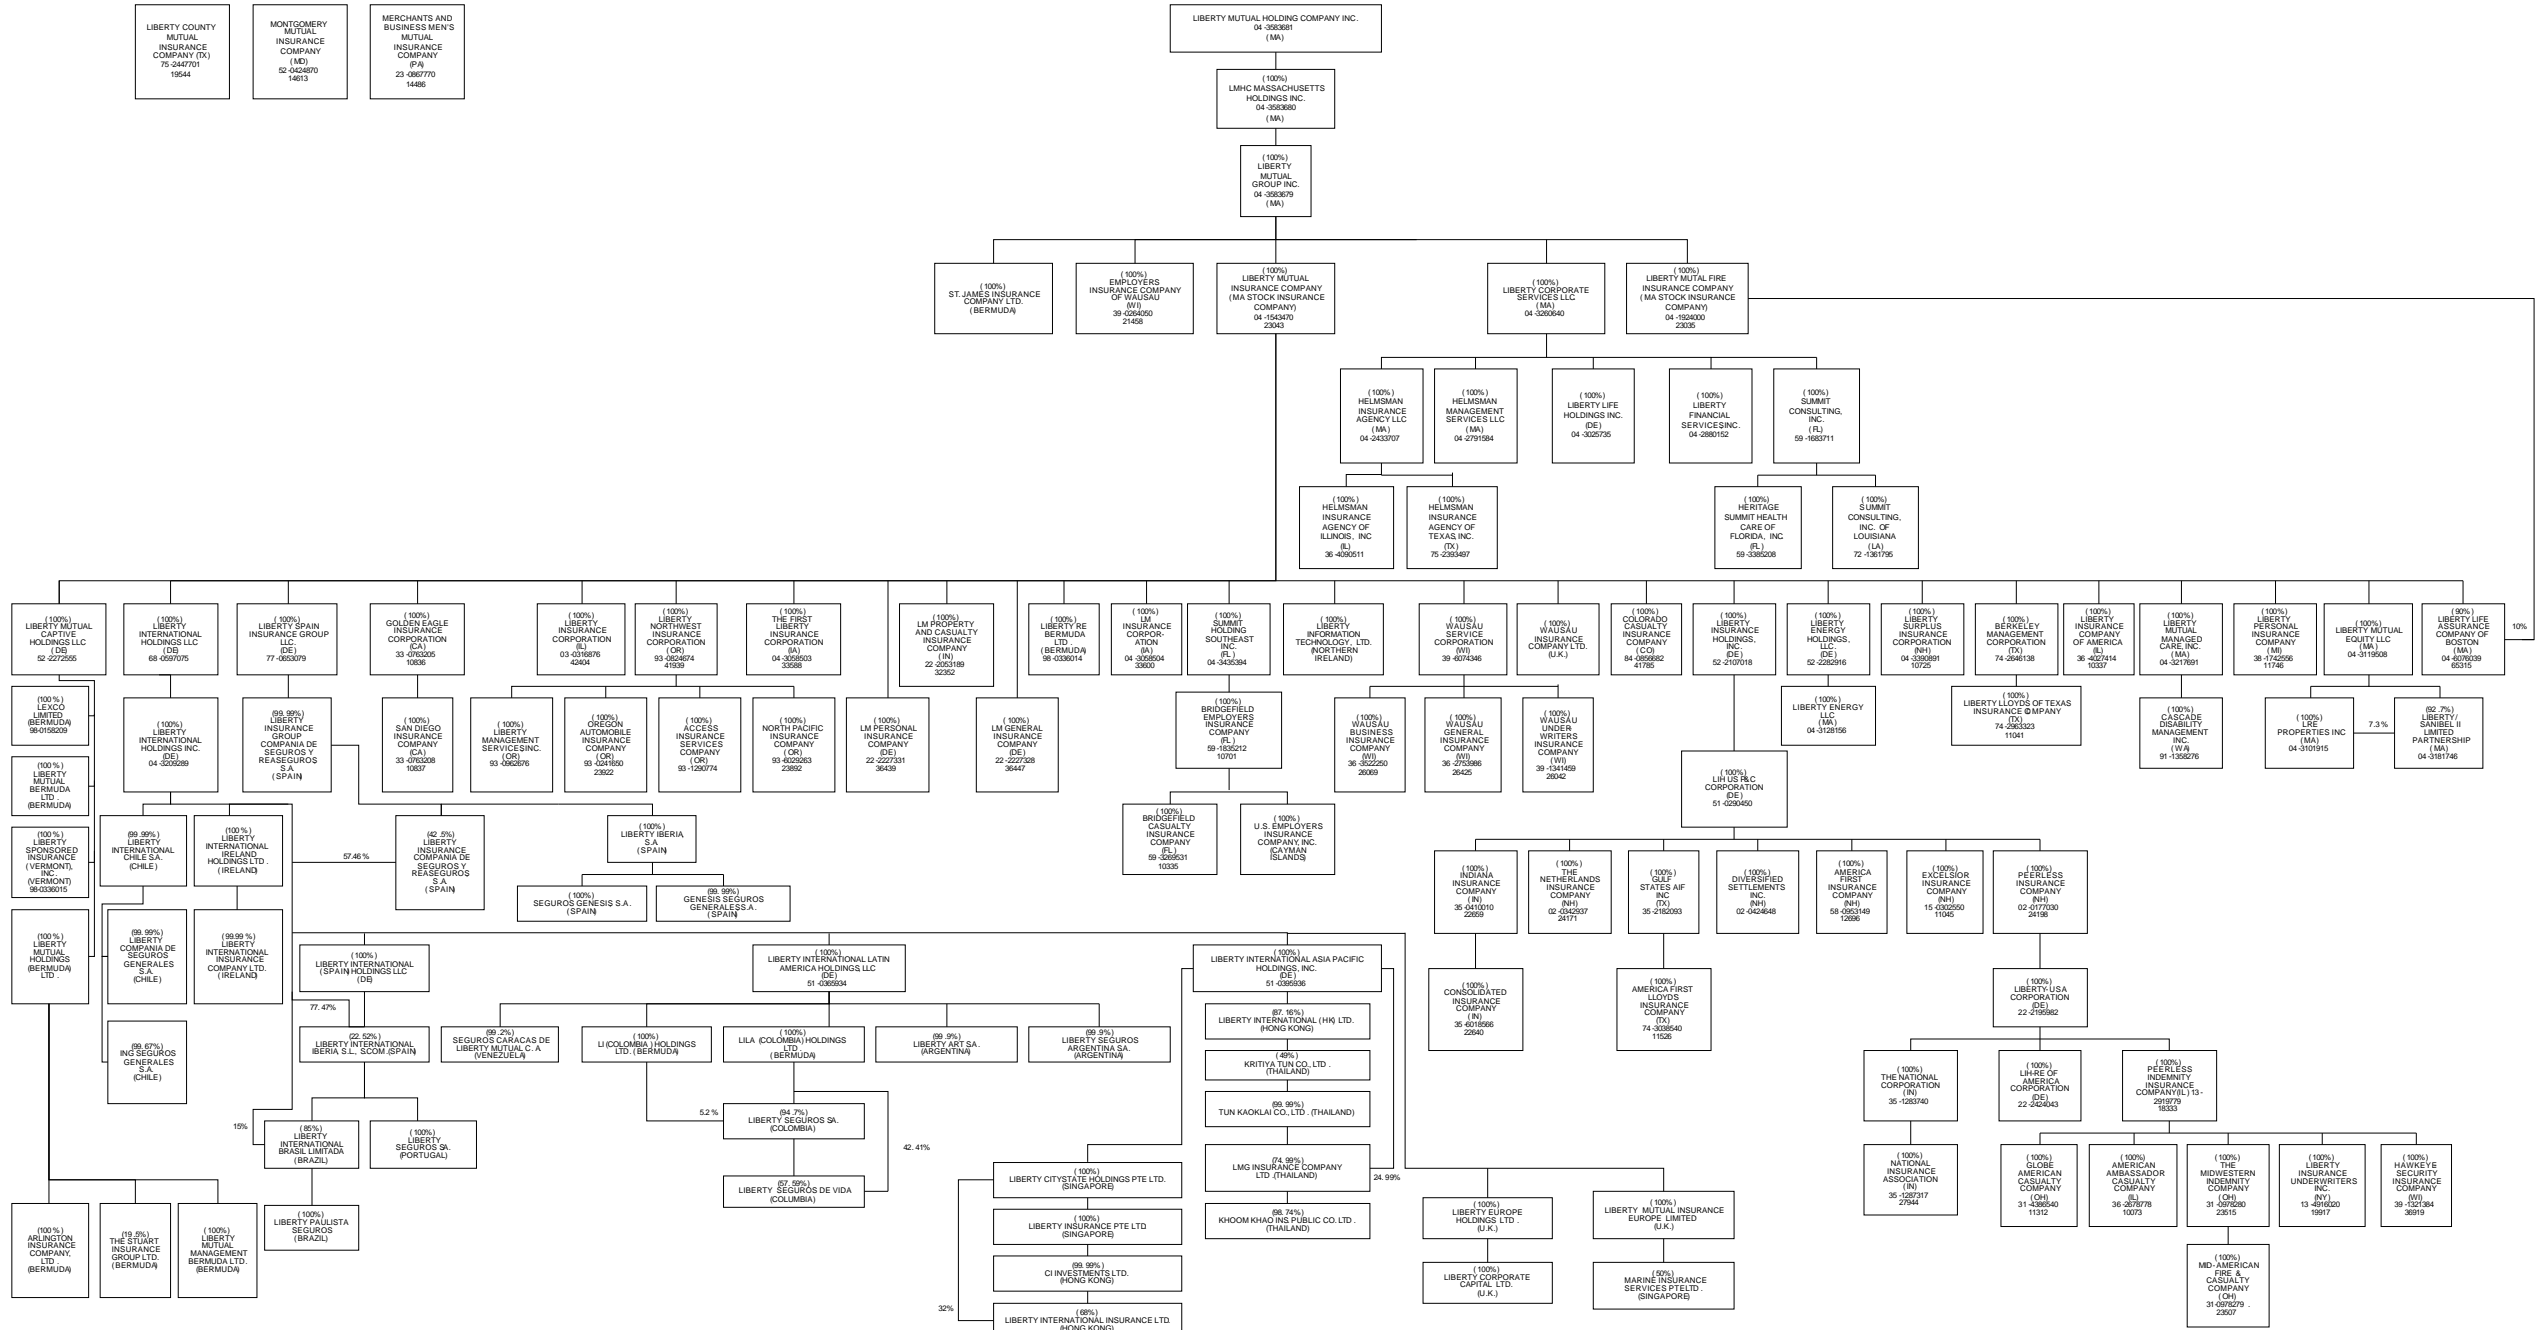 LIBERTY COUNTY
MUTUAL
INSURANCE
COMPANY (TX)
75 -2447701
19544
MONTGOMERY
MUTUAL
INSURANCE
COMPANY
(MD)
52 -0424870
14613
MERCHANTS AND
BUSINESS MEN'S
MUTUAL
INSURANCE
COMPANY
(PA)
23 -0867770
14486
LIBERTY MUTUAL HOLDING COMPANY INC.
04 -3583681
(MA)
(100%)
LMHC MASSACHUSETTS
HOLDINGS INC.
04 -3583680
(MA)
(100%)
LIBERTY
MUTUAL
GROUP INC.
04 -3583679
(MA)
(100%)
ST. JAMES INSURANCE
COMPANY LTD.
(BERMUDA)
(100%)
EMPLOYERS
INSURANCE COMPANY
OF WAUSAU
(WI)
39 -0264050
21458
(100%)
LIBERTY MUTUAL
INSURANCE COMPANY
(MA STOCK INSURANCE
COMPANY)
04 -1543470
23043
(100%)
LIBERTY CORPORATE
SERVICES LLC
(MA)
04 -3260640
(100%)
LIBERTY MUTAL FIRE
INSURANCE COMPANY
(MA STOCK INSURANCE
COMPANY)
04 -1924000
23035
(100%)
HELMSMAN
INSURANCE
AGENCY LLC
(MA)
04 -2433707
(100%)
HELMSMAN
MANAGEMENT
SERVICES LLC
(MA)
04 -2791584
(100%)
LIBERTY LIFE
HOLDINGS INC.
(DE)
04 -3025735
(100%)
LIBERTY
FINANCIAL
SERVICES,INC.
04 -2880152
(100%)
SUMMIT
CONSULTING,
INC.
(FL)
59 -1683711
(100%)
HELMSMAN
INSURANCE
AGENCY OF
ILLINOIS, INC
(IL)
36 -4090511
(100%)
HELMSMAN
INSURANCE
AGENCY OF
TEXAS, INC.
(TX)
75 -2393497
(100%)
HERITAGE
SUMMIT HEALTH
CARE OF
FLORIDA, INC
(FL)
59 -3385208
(100%)
SUMMIT
CONSULTING,
INC. OF
LOUISIANA
(LA)
72 -1361795
(100%)
LIBERTY MUTUAL
CAPTIVE
HOLDINGS LLC
(DE)
52 -2272555
(100%)
LIBERTY
INTERNATIONAL
HOLDINGS LLC
(DE)
68 -0597075
(100%)
LIBERTY SPAIN
INSURANCE GROUP
LLC.
(DE)
77 -0653079
(100%)
GOLDEN EAGLE
INSURANCE
CORPORATION
(CA)
33 -0763205
10836
(100%)
LIBERTY
INSURANCE
CORPORATION
(IL)
03 -0316876
42404
(100%)
LIBERTY
NORTHWEST
INSURANCE
CORPORATION
(OR)
93 -0824674
41939
(100%)
THE FIRST
LIBERTY
INSURANCE
CORPORATION
(IA)
04 -3058503
33588
(100%)
LM PROPERTY
AND CASUALTY
INSURANCE
COMPANY
(IN)
22 -2053189
32352
(100%)
LIBERTY RE
BERMUDA
LTD.
(BERMUDA)
98 -0336014
(100%)
LM
INSURANCE
CORPOR-
ATION
(IA)
04 -3058504
33600
(100%)
SUMMIT
HOLDING
SOUTHEAST
INC.
(FL)
04 -3435394
(100%)
LIBERTY
INFORMATION
TECHNOLOGY, LTD.
(NORTHERN
IRELAND)
(100%)
WAUSAU
SERVICE
CORPORATION
(WI)
39 -6074346
(100%)
WAUSAU
INSURANCE
COMPANY LTD.
(U.K.)
(100%)
COLORADO
CASUALTY
INSURANCE
COMPANY
(CO)
84 -0856682
41785
(100%)
LIBERTY
INSURANCE
HOLDINGS,
INC.
(DE)
52 -2107018
(100%)
LIBERTY
ENERGY
HOLDINGS,
LLC.
(DE)
52 -2282916
(100%)
LIBERTY
SURPLUS
INSURANCE
CORPORATION
(NH)
04 -3390891
10725
(100%)
BERKELEY
MANAGEMENT
CORPORATION
(TX)
74 -2646138
(100%)
LIBERTY
INSURANCE
COMPANY
OF AMERICA
(IL)
36 -4027414
10337
(100%)
LIBERTY
MUTUAL
MANAGED
CARE, INC.
(MA)
04 -3217691
(100%)
LIBERTY
PERSONAL
INSURANCE
COMPANY
(MI)
38 -1742556
11746
(100%)
LIBERTY MUTUAL
EQUITY LLC
(MA)
04 -3119508
(90%)
LIBERTY LIFE
ASSURANCE
COMPANY OF
BOSTON
(MA)
04 -6076039
65315
10%
(100%)
LEXCO
LIMITED
(BERMUDA)
98-0158209
(100%)
LIBERTY
INTERNATIONAL
HOLDINGS INC.
(DE)
04 -3209289
(99.99%)
LIBERTY
INSURANCE
GROUP
COMPANIA DE
SEGUROS Y
REASEGUROS
S.A.
(SPAIN)
(100%)
SAN DIEGO
INSURANCE
COMPANY
(CA)
33 -0763208
10837
(100%)
LIBERTY
MANAGEMENT
SERVICES,INC.
(OR)
93 -0962676
(100%)
OREGON
AUTOMOBILE
INSURANCE
COMPANY
(OR)
93 -0241650
23922
(100%)
ACCESS
INSURANCE
SERVICES
COMPANY
(OR)
93 -1290774
(100%)
NORTH PACIFIC
INSURANCE
COMPANY
(OR)
93 -6029263
23892
(100%)
LM PERSONAL
INSURANCE
COMPANY
(DE)
22 -2227331
36439
(100%)
LM GENERAL
INSURANCE
COMPANY
(DE)
22 -2227328
36447
(100%)
BRIDGEFIELD
EMPLOYERS
INSURANCE
COMPANY
(FL)
59 -1835212
10701
(100%)
WAUSAU
BUSINESS
INSURANCE
COMPANY
(WI)
36 -3522250
26069
(100%)
WAUSAU
GENERAL
INSURANCE
COMPANY
(WI)
36 -2753986
26425
(100%)
WAUSAU
UNDER
WRITERS
INSURANCE
COMPANY
(WI)
39 -1341459
26042
(100%)
LIBERTY ENERGY
LLC
(MA)
04 -3128156
(100%)
LIBERTY LLOYDS OF TEXAS
INSURANCE COMPANY
(TX)
74 -2963323
11041
(100%)
CASCADE
DISABILITY
MANAGEMENT
INC.
(WA)
91 -1358276
(100%)
LRE
PROPERTIES INC
(MA)
04 -3101915
7.3 %
(92.7%)
LIBERTY/
SANIBEL II
LIMITED
PARTNERSHIP
(MA)
04 -3181746
(100%)
LIBERTY
MUTUAL
BERMUDA
LTD.
(BERMUDA)
(100%)
LIH US P&C
CORPORATION
(DE)
51 -0290450
(100%)
LIBERTY
SPONSORED
INSURANCE
(VERMONT),
INC.
(VERMONT)
98-0336015
(99.99%)
LIBERTY
INTERNATIONAL
CHILE S.A.
(CHILE)
(100%)
LIBERTY
INTERNATIONAL
IRELAND
HOLDINGS LTD.
(IRELAND)
57.46 %
(42.5%)
LIBERTY
INSURANCE
COMPANIA DE
SEGUROS Y
REASEGUROS
S.A.
(SPAIN)
(100%)
LIBERTY IBERIA,
S.A.
(SPAIN)
(100%)
BRIDGEFIELD
CASUALTY
INSURANCE
COMPANY
(FL)
59 -3269531
10335
(100%)
U.S. EMPLOYERS
INSURANCE
COMPANY, INC.
(CAYMAN
ISLANDS)
(100%)
SEGUROS GENESIS S.A.
(SPAIN)
(99.99%)
GENESIS SEGUROS
GENERALES,S.A.
(SPAIN)
(100%)
INDIANA
INSURANCE
COMPANY
(IN)
35 -0410010
22659
(100%)
THE
NETHERLANDS
INSURANCE
COMPANY
(NH)
02 -0342937
24171
(100%)
GULF
STATES AIF
INC
(TX)
35 -2182093
(100%)
DIVERSIFIED
SETTLEMENTS
INC.
(NH)
02 -0424648
(100%)
AMERICA
FIRST
INSURANCE
COMPANY
(NH)
58 -0953149
12696
(100%)
EXCELSIOR
INSURANCE
COMPANY
(NH)
15 -0302550
11045
(100%)
PEERLESS
INSURANCE
COMPANY
(NH)
02 -0177030
24198
(100%)
LIBERTY
MUTUAL
HOLDINGS
(BERMUDA)
LTD.
(99.99%)
LIBERTY
COMPANIA DE
SEGUROS
GENERALES
S.A.
(CHILE)
(99.99 %)
LIBERTY
INTERNATIONAL
INSURANCE
COMPANY LTD.
(IRELAND)
(100%)
LIBERTY INTERNATIONAL
(SPAIN) HOLDINGS LLC
(DE)
(100%)
LIBERTY INTERNATIONAL LATIN
AMERICA HOLDINGS, LLC
(DE)
51 -0365934
(100%)
LIBERTY INTERNATIONAL ASIA PACIFIC
HOLDINGS, INC.
(DE)
51 -0395936
(100%)
CONSOLIDATED
INSURANCE
COMPANY
(IN)
35 -6018566
22640
(100%)
AMERICA FIRST
LLOYDS
INSURANCE
COMPANY
(TX)
74 -3038540
11526
(100%)
LIBERTY-USA
CORPORATION
(DE)
22 -2195982
77.47%
(99.67%)
ING SEGUROS
GENERALES
S.A.
(CHILE)
(22.52%)
LIBERTY INTERNATIONAL
IBERIA, S.L., SCOM.(SPAIN)
(99.2%)
SEGUROS CARACAS DE
LIBERTY MUTUAL C. A
(VENEZUELA)
(100%)
LI (COLOMBIA) HOLDINGS
LTD. (BERMUDA)
(100%)
LILA (COLOMBIA) HOLDINGS
LTD
(BERMUDA)
(99.9%)
LIBERTY ART SA.
(ARGENTINA)
(99.9%)
LIBERTY SEGUROS
ARGENTINA SA.
(ARGENTINA)
(87.16%)
LIBERTY INTERNATIONAL (HK) LTD.
(HONG KONG)
(49%)
KRITIYA TUN CO., LTD.
(THAILAND)
(99.99%)
TUN KAOKLAI CO., LTD. (THAILAND)
(74.99%)
LMG INSURANCE COMPANY
LTD.(THAILAND)
24.99%
(98.74%)
KHOOM KHAO INS PUBLIC CO. LTD.
(THAILAND)
(100%)
THE NATIONAL
CORPORATION
(IN)
35 -1283740
(100%)
LIH-RE OF
AMERICA
CORPORATION
(DE)
22 -2424043
(100%)
PEERLESS
INDEMNITY
INSURANCE
COMPANY(IL) 13 -
2919779
18333
15%
(85%)
LIBERTY
INTERNATIONAL
BRASIL LIMITADA
(BRAZIL)
(100%)
LIBERTY
SEGUROS SA.
(PORTUGAL)
5.2 %
(94.7%)
LIBERTY SEGUROS SA.
(COLOMBIA)
42.41%
(57.59%)
LIBERTY SEGUROS DE VIDA
(COLUMBIA)
(100%)
LIBERTY CITYSTATE HOLDINGS PTE LTD.
(SINGAPORE)
(100%)
LIBERTY INSURANCE PTE LTD.
(SINGAPORE)
(99.99%)
CI INVESTMENTS LTD.
(HONG KONG)
32%
(68%)
LIBERTY INTERNATIONAL INSURANCE LTD.
(HONG KONG)
(100%)
LIBERTY EUROPE
HOLDINGS LTD.
(U.K.)
(100%)
LIBERTY MUTUAL INSURANCE
EUROPE LIMITED
(U.K.)
(100%)
LIBERTY CORPORATE
CAPITAL LTD.
(U.K.)
(50%)
MARINE INSURANCE
SERVICES PTELTD.
(SINGAPORE)
(100%)
NATIONAL
INSURANCE
ASSOCIATION
(IN)
35 -1287317
27944
(100%)
GLOBE
AMERICAN
CASUALTY
COMPANY
(OH)
31 -4386540
11312
(100%)
AMERICAN
AMBASSADOR
CASUALTY
COMPANY
(IL)
36 -2678778
10073
(100%)
THE
MIDWESTERN
INDEMNITY
COMPANY
(OH)
31 -0978280
23515
(100%)
LIBERTY
INSURANCE
UNDERWRITERS
INC.
(NY)
13 -4916020
19917
(100%)
HAWKEYE
SECURITY
INSURANCE
COMPANY
(WI)
39 -1321384
36919
(100%)
ARLINGTON
INSURANCE
COMPANY,
LTD.
(BERMUDA)
(19.5%)
THE STUART
INSURANCE
GROUP LTD.
(BERMUDA)
(100%)
LIBERTY
MUTUAL
MANAGEMENT
BERMUDA LTD.
(BERMUDA)
(100%)
LIBERTY PAULISTA
SEGUROS
(BRAZIL)
(100%)
MID-AMERICAN
FIRE &
CASUALTY
COMPANY
(OH)
31-0978279 .
23507